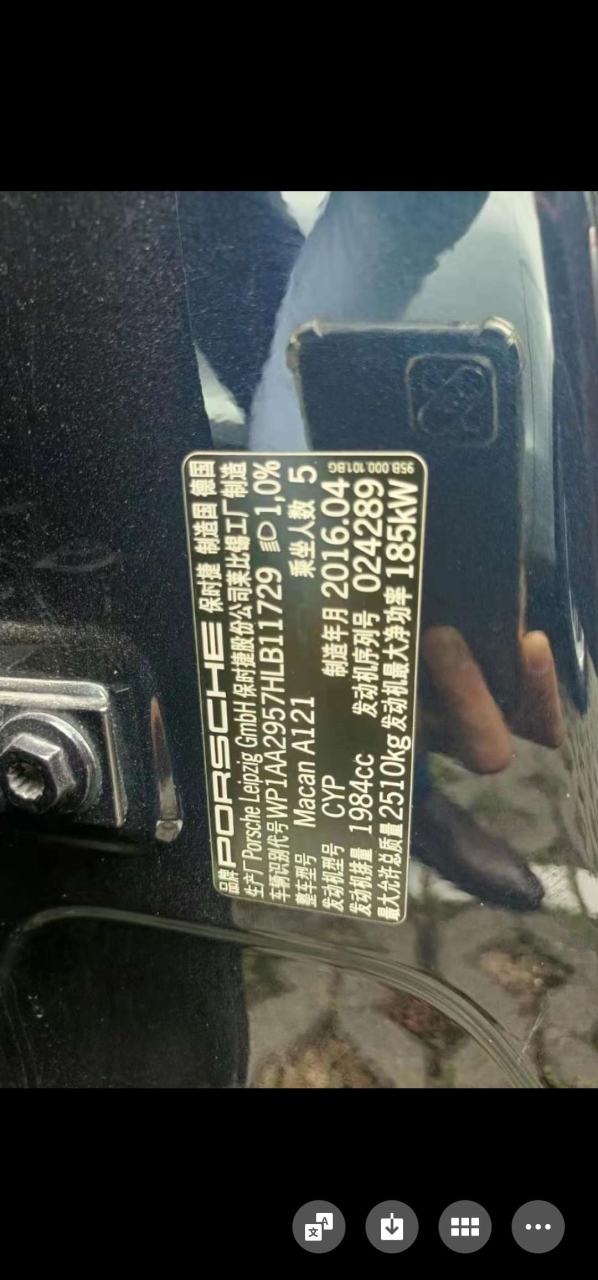 品牌 PORSCHE 保时捷 制造国 德国
生产厂 Porsche Leipzig GmbH 保时捷股份公司莱比锡工厂制造
车辆识别代号 WP1AA2957HLB11729 1,0%
整车型号 Macan A121 乘坐人数 5
发动机型号 CYP 制造年月 2016.04
发动机排量 1984cc 发动机序列号 024289
最大允许总质量 2510kg 发动机最大净功率 185kW
95B.000.101.BG